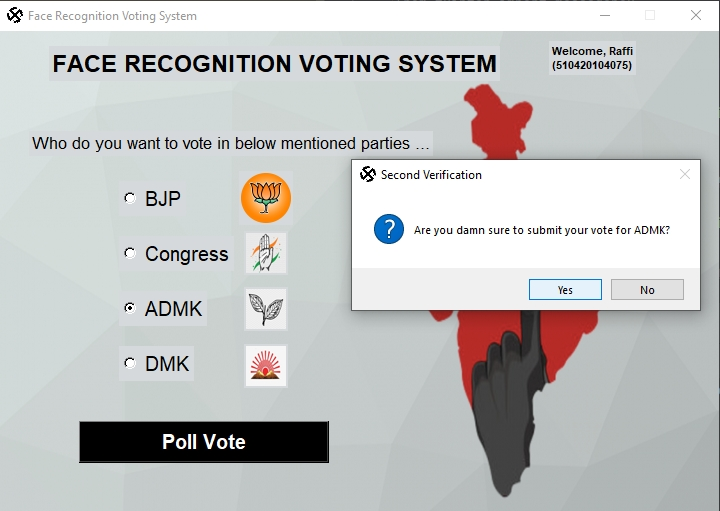 Face Recognition Voting System
FACE RECOGNITION VOTING SYSTEM
Welcome, Raffi
(510420104075)
Who do you want to vote in below mentioned parties ...
BJP
Congress
ADMK
DMK
Poll Vote
Second Verification
Are you damn sure to submit your vote for ADMK?
Yes
No